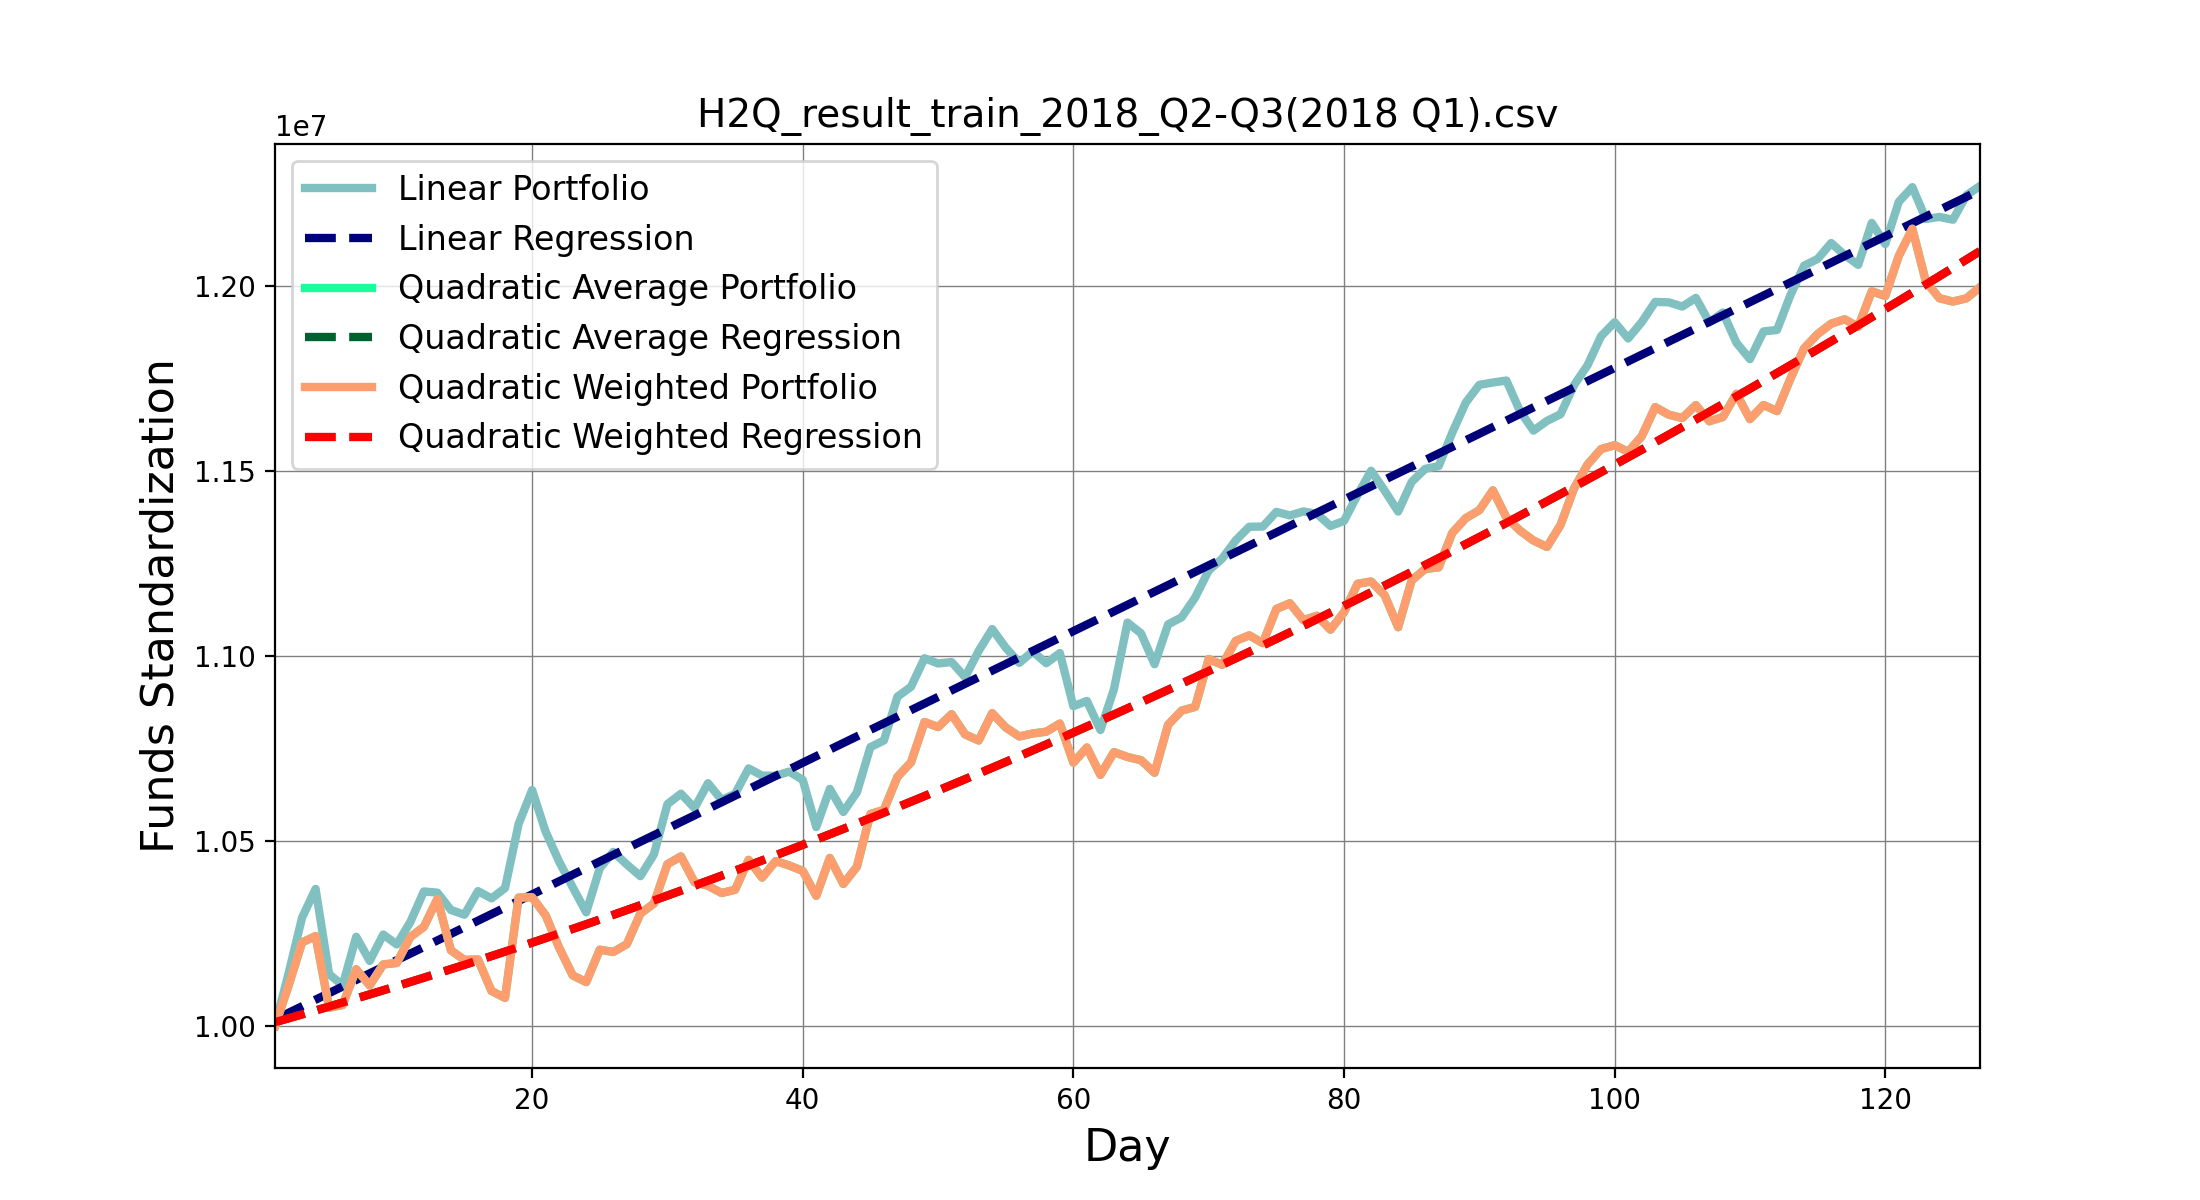 H2Q_result_train_2018_Q2-Q3(2018 Q1).csv
1e7
Linear Portfolio
Linear Regression
Quadratic Average Portfolio
Quadratic Average Regression
Quadratic Weighted Portfolio
Quadratic Weighted Regression
Funds Standardization
1.20
1.15
1.10
1.05
1.00
20 40 60 80 100 120
Day